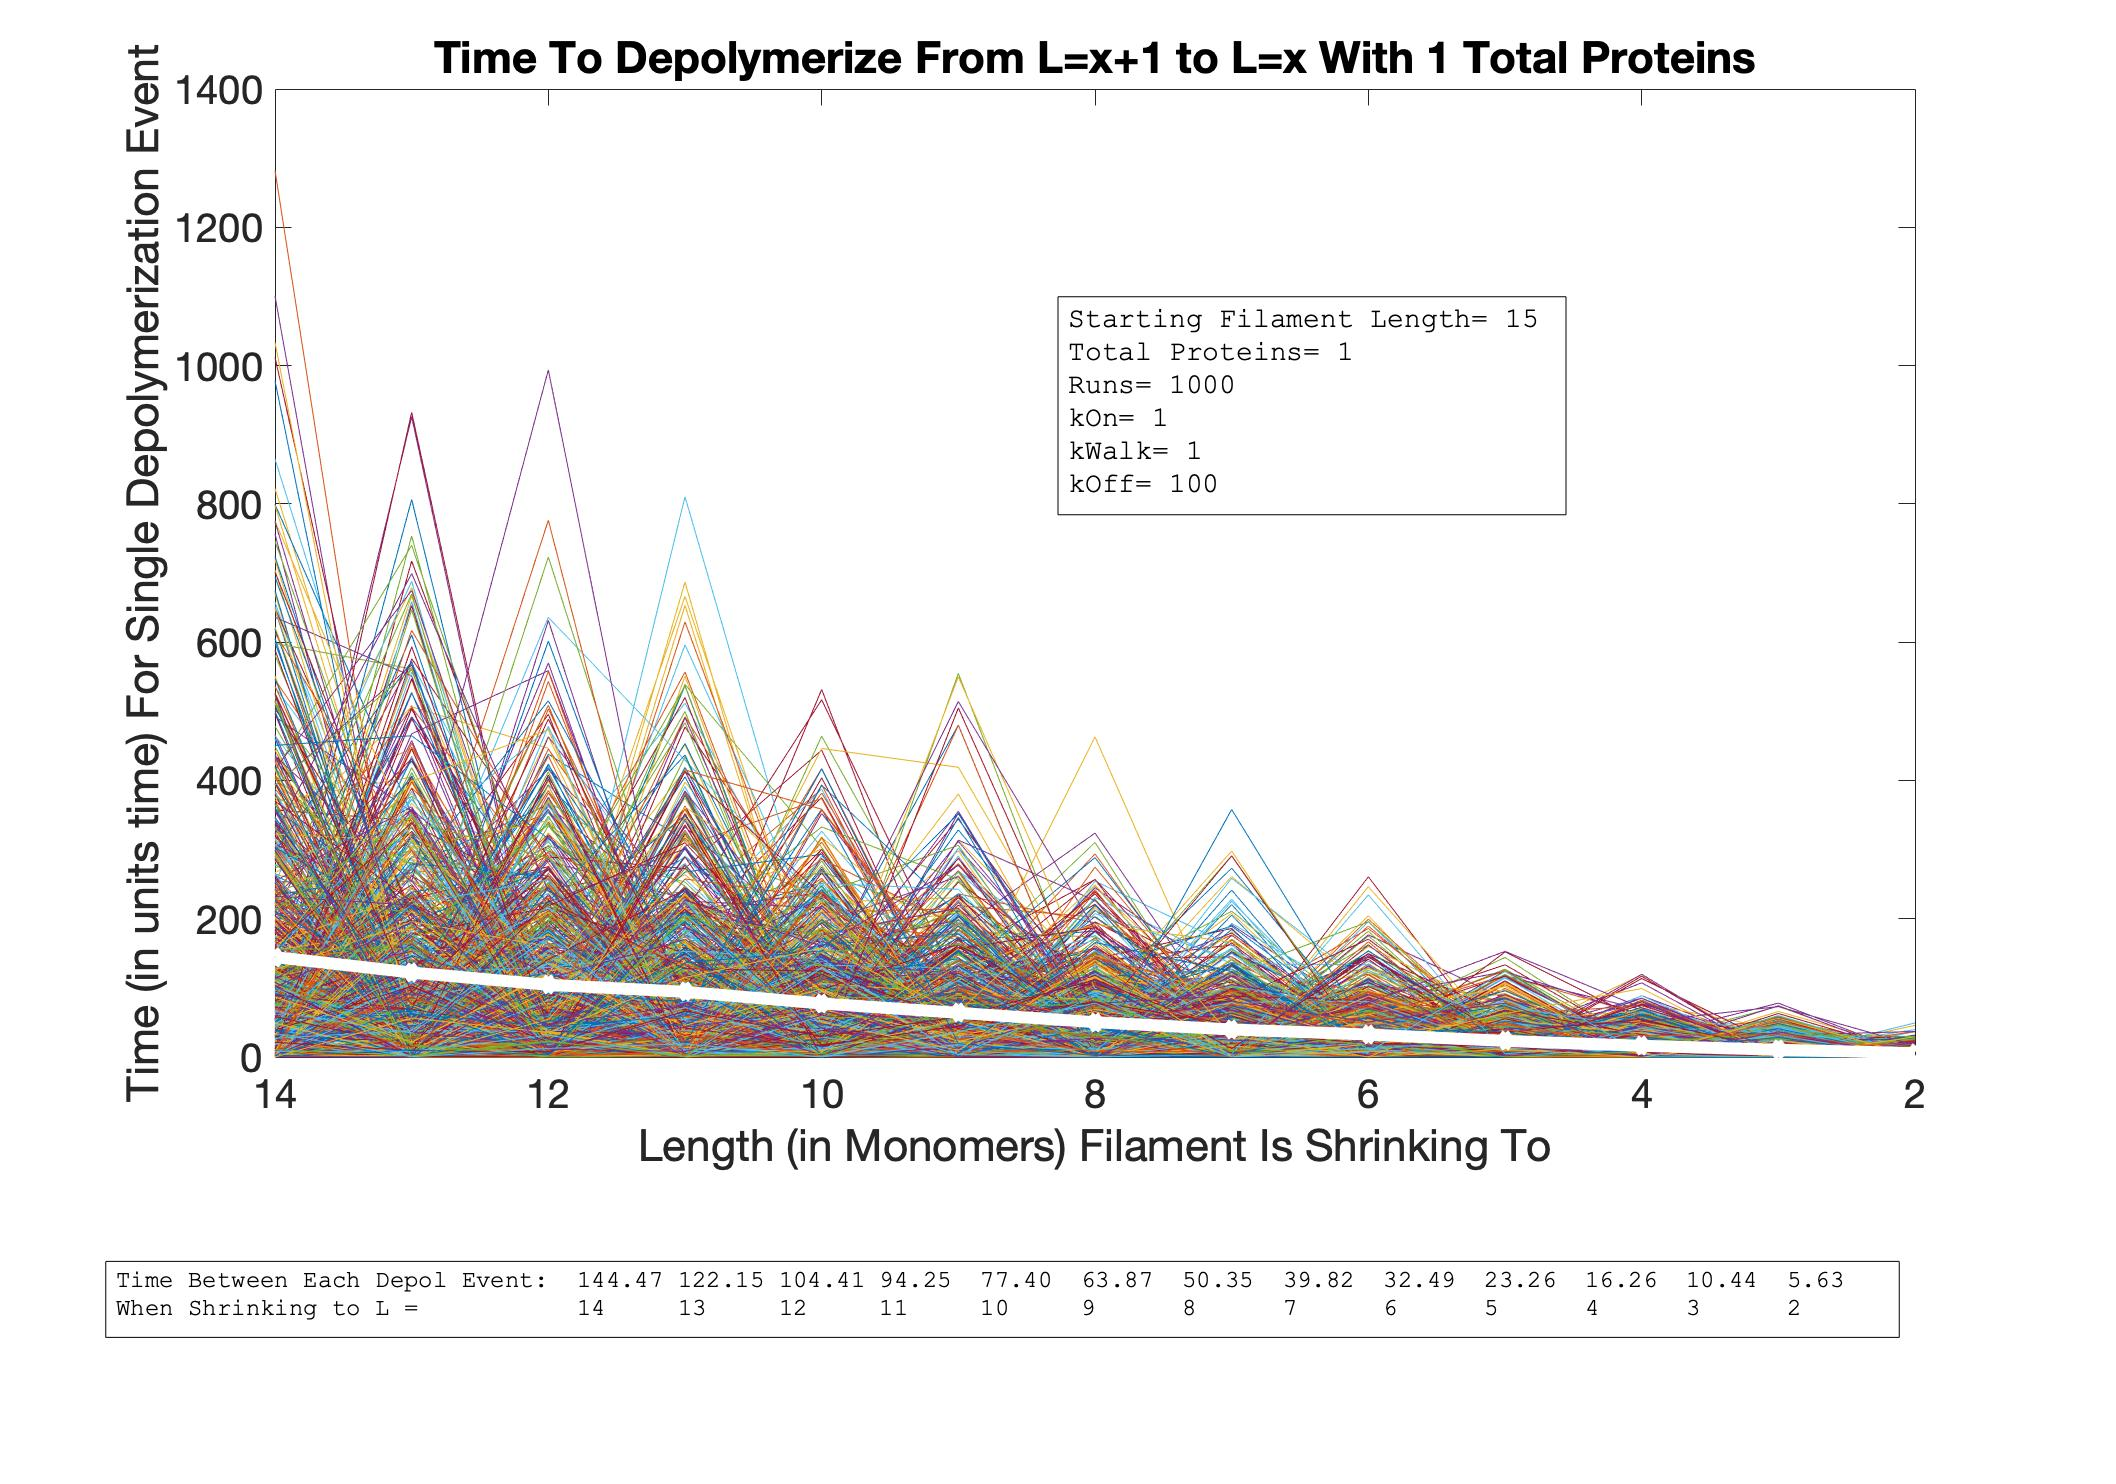 Time To Depolymerize From L=x+1 to L=x With 1 Total Proteins
Time (in units time) For Single Depolymerization Event
1400
1200
1000
800
600
400
200
0
Starting Filament Length= 15
Total Proteins= 1
Runs= 1000
kOn= 1
kWalk= 1
kOff= 100
14 12 10 8 6 4 2
Length (in Monomers) Filament Is Shrinking To
Time Between Each Depol Event: 144.47 122.15 104.41 94.25 77.40 63.87 50.35 39.82 32.49 23.26 16.26 10.44 5.63
When Shrinking to L = 14 13 12 11 10 9 8 7 6 5 4 3 2